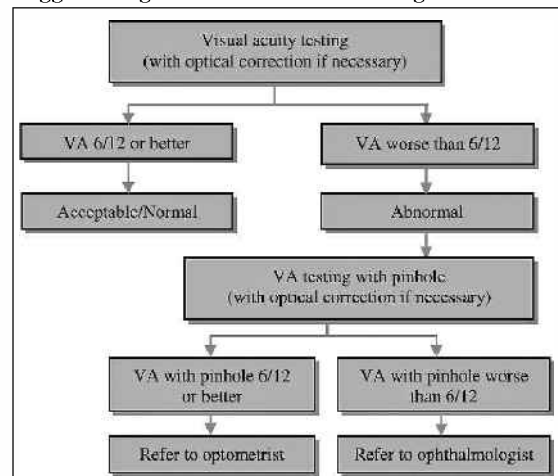 Visual acuity testing
(with optical correction if necessary)
VA 6/12 or better
VA worse than 6/12
Acceptable/Normal
Abnormal
VA testing with pinhole
(with optical correction if necessary)
VA with pinhole 6/12
or better
VA with pinhole worse
than 6/12
Refer to optometrist
Refer to ophthalmologist